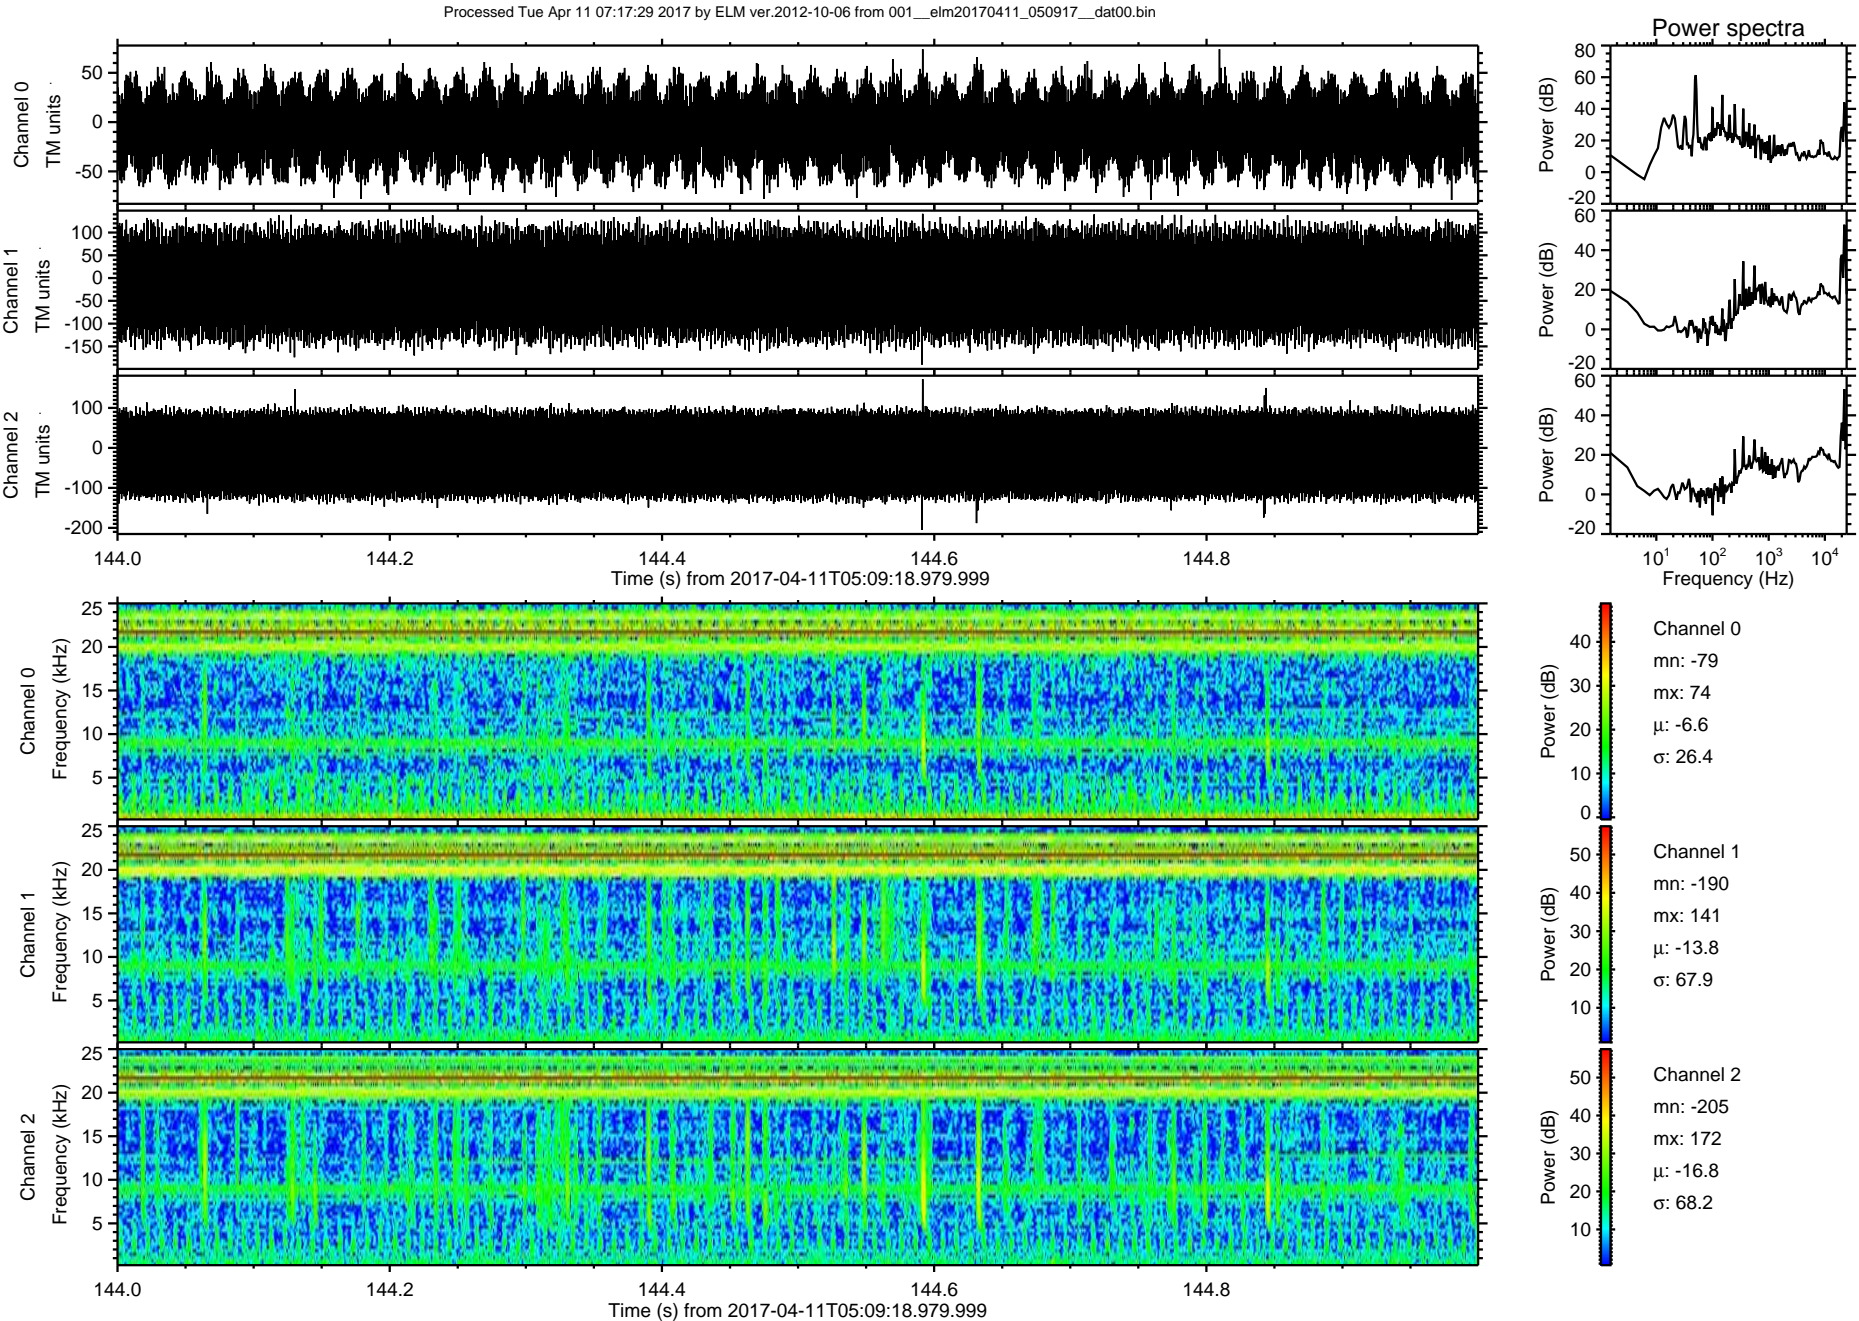 Processed Tue Apr 11 07:17:29 2017 by ELM ver.2012-10-06 from 001__elm20170411_050917__dat00.bin
Power spectra
Channel 0
TM units
50
0
-50
Power (dB)
80
60
40
20
0
-20
Channel 1
TM units
100
50
0
-50
-100
-150
Power (dB)
60
40
20
0
-20
Channel 2
TM units
100
0
-100
-200
Power (dB)
60
40
20
0
-20
144.0 144.2 144.4 144.6 144.8
Time (s) from 2017-04-11T05:09:18.979.999
10^1 10^2 10^3 10^4
Frequency (Hz)
Channel 0
Frequency (kHz)
25
20
15
10
5
Power (dB)
40
30
20
10
0
Channel 0
mn: -79
mx: 74
μ: -6.6
σ: 26.4
Channel 1
Frequency (kHz)
25
20
15
10
5
Power (dB)
50
40
30
20
10
Channel 1
mn: -190
mx: 141
μ: -13.8
σ: 67.9
Channel 2
Frequency (kHz)
25
20
15
10
5
Power (dB)
50
40
30
20
10
Channel 2
mn: -205
mx: 172
μ: -16.8
σ: 68.2
144.0 144.2 144.4 144.6 144.8
Time (s) from 2017-04-11T05:09:18.979.999